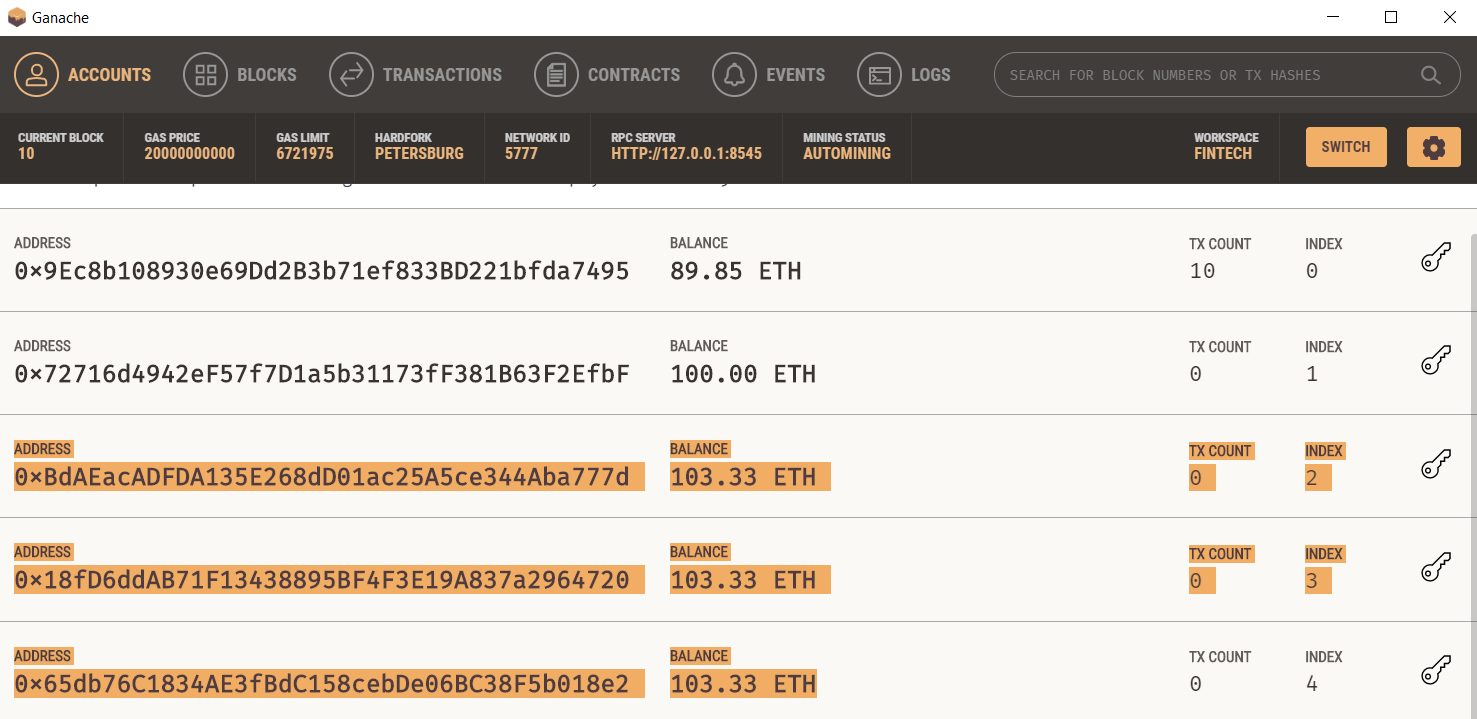 Ganache
ACCOUNTS BLOCKS TRANSACTIONS CONTRACTS EVENTS LOGS SEARCH FOR BLOCK NUMBERS OR TX HASHES
CURRENT BLOCK GAS PRICE GAS LIMIT HARDFORK NETWORK ID RPC SERVER MINING STATUS WORKSPACE
10 20000000000 6721975 PETERSBURG 5777 HTTP://127.0.0.1:8545 AUTOMINING FINTECH SWITCH
ADDRESS BALANCE TX COUNT INDEX
0×9Ec8b108930e69Dd2B3b71ef833BD221bfda7495 89.85 ETH 10 0
ADDRESS BALANCE TX COUNT INDEX
0×72716d4942eF57f7D1a5b31173fF381B63F2EfbF 100.00 ETH 0 1
ADDRESS BALANCE TX COUNT INDEX
0×BdAEacADFDA135E268dD01ac25A5ce344Aba777d 103.33 ETH 0 2
ADDRESS BALANCE TX COUNT INDEX
0×18fD6ddAB71F13438895BF4F3E19A837a2964720 103.33 ETH 0 3
ADDRESS BALANCE TX COUNT INDEX
0×65db76C1834AE3fBdC158cebDe06BC38F5b018e2 103.33 ETH 0 4